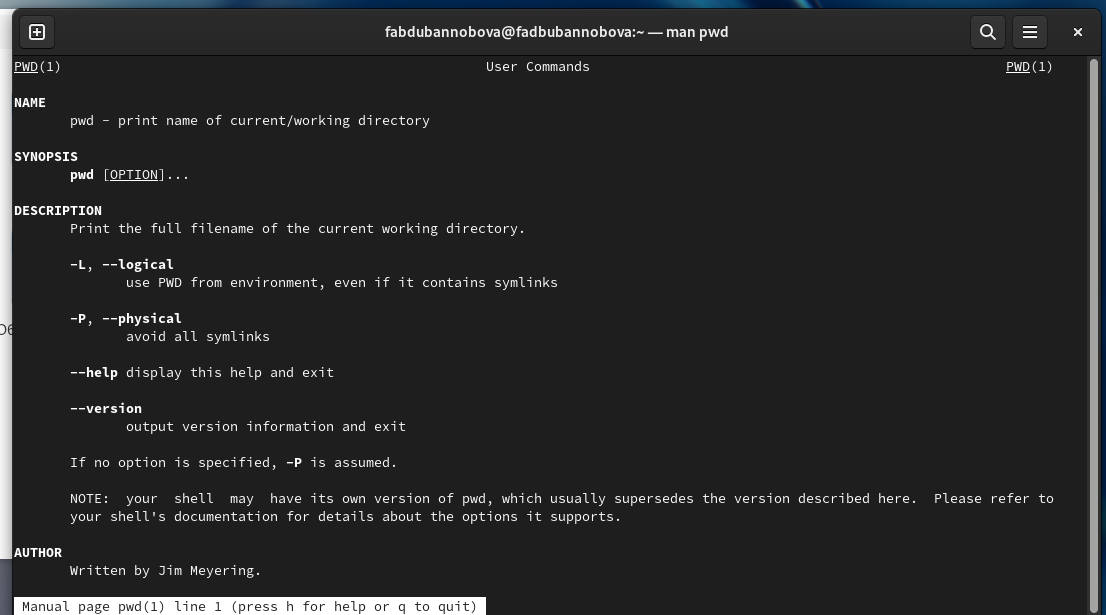 fabdubannobova@fadbubannobova:~ — man pwd
PWD(1) User Commands PWD(1)
NAME
pwd - print name of current/working directory
SYNOPSIS
pwd [OPTION]...
DESCRIPTION
Print the full filename of the current working directory.
-L, --logical
use PWD from environment, even if it contains symlinks
-P, --physical
avoid all symlinks
--help display this help and exit
--version
output version information and exit
If no option is specified, -P is assumed.
NOTE: your shell may have its own version of pwd, which usually supersedes the version described here. Please refer to
your shell's documentation for details about the options it supports.
AUTHOR
Written by Jim Meyering.
Manual page pwd(1) line 1 (press h for help or q to quit)